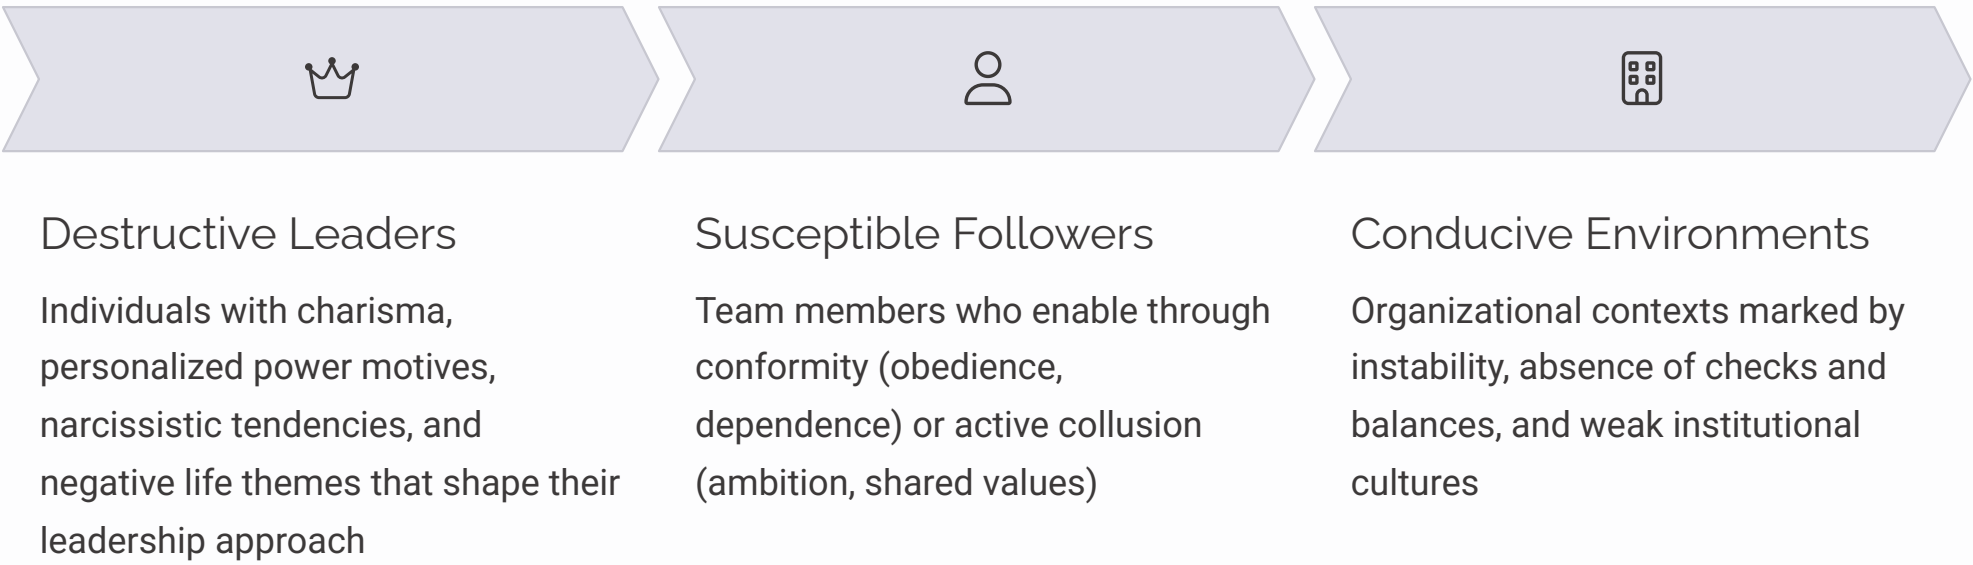 Destructive Leaders
Individuals with charisma,
personalized power motives,
narcissistic tendencies, and
negative life themes that shape their
leadership approach
Susceptible Followers
Team members who enable through
conformity (obedience,
dependence) or active collusion
(ambition, shared values)
Conducive Environments
Organizational contexts marked by
instability, absence of checks and
balances, and weak institutional
cultures